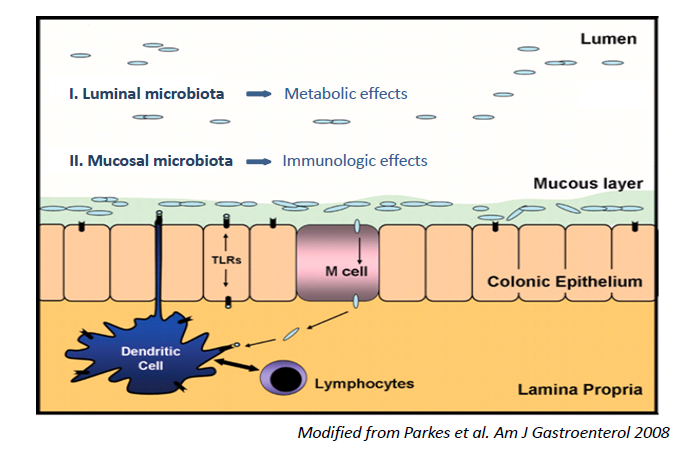 Lumen
I. Luminal microbiota Metabolic effects
II. Mucosal microbiota Immunologic effects
Mucous layer
TLRs
M cell
Colonic Epithelium
Dendritic
Cell
Lymphocytes
Lamina Propria
Modified from Parkes et al. Am J Gastroenterol 2008